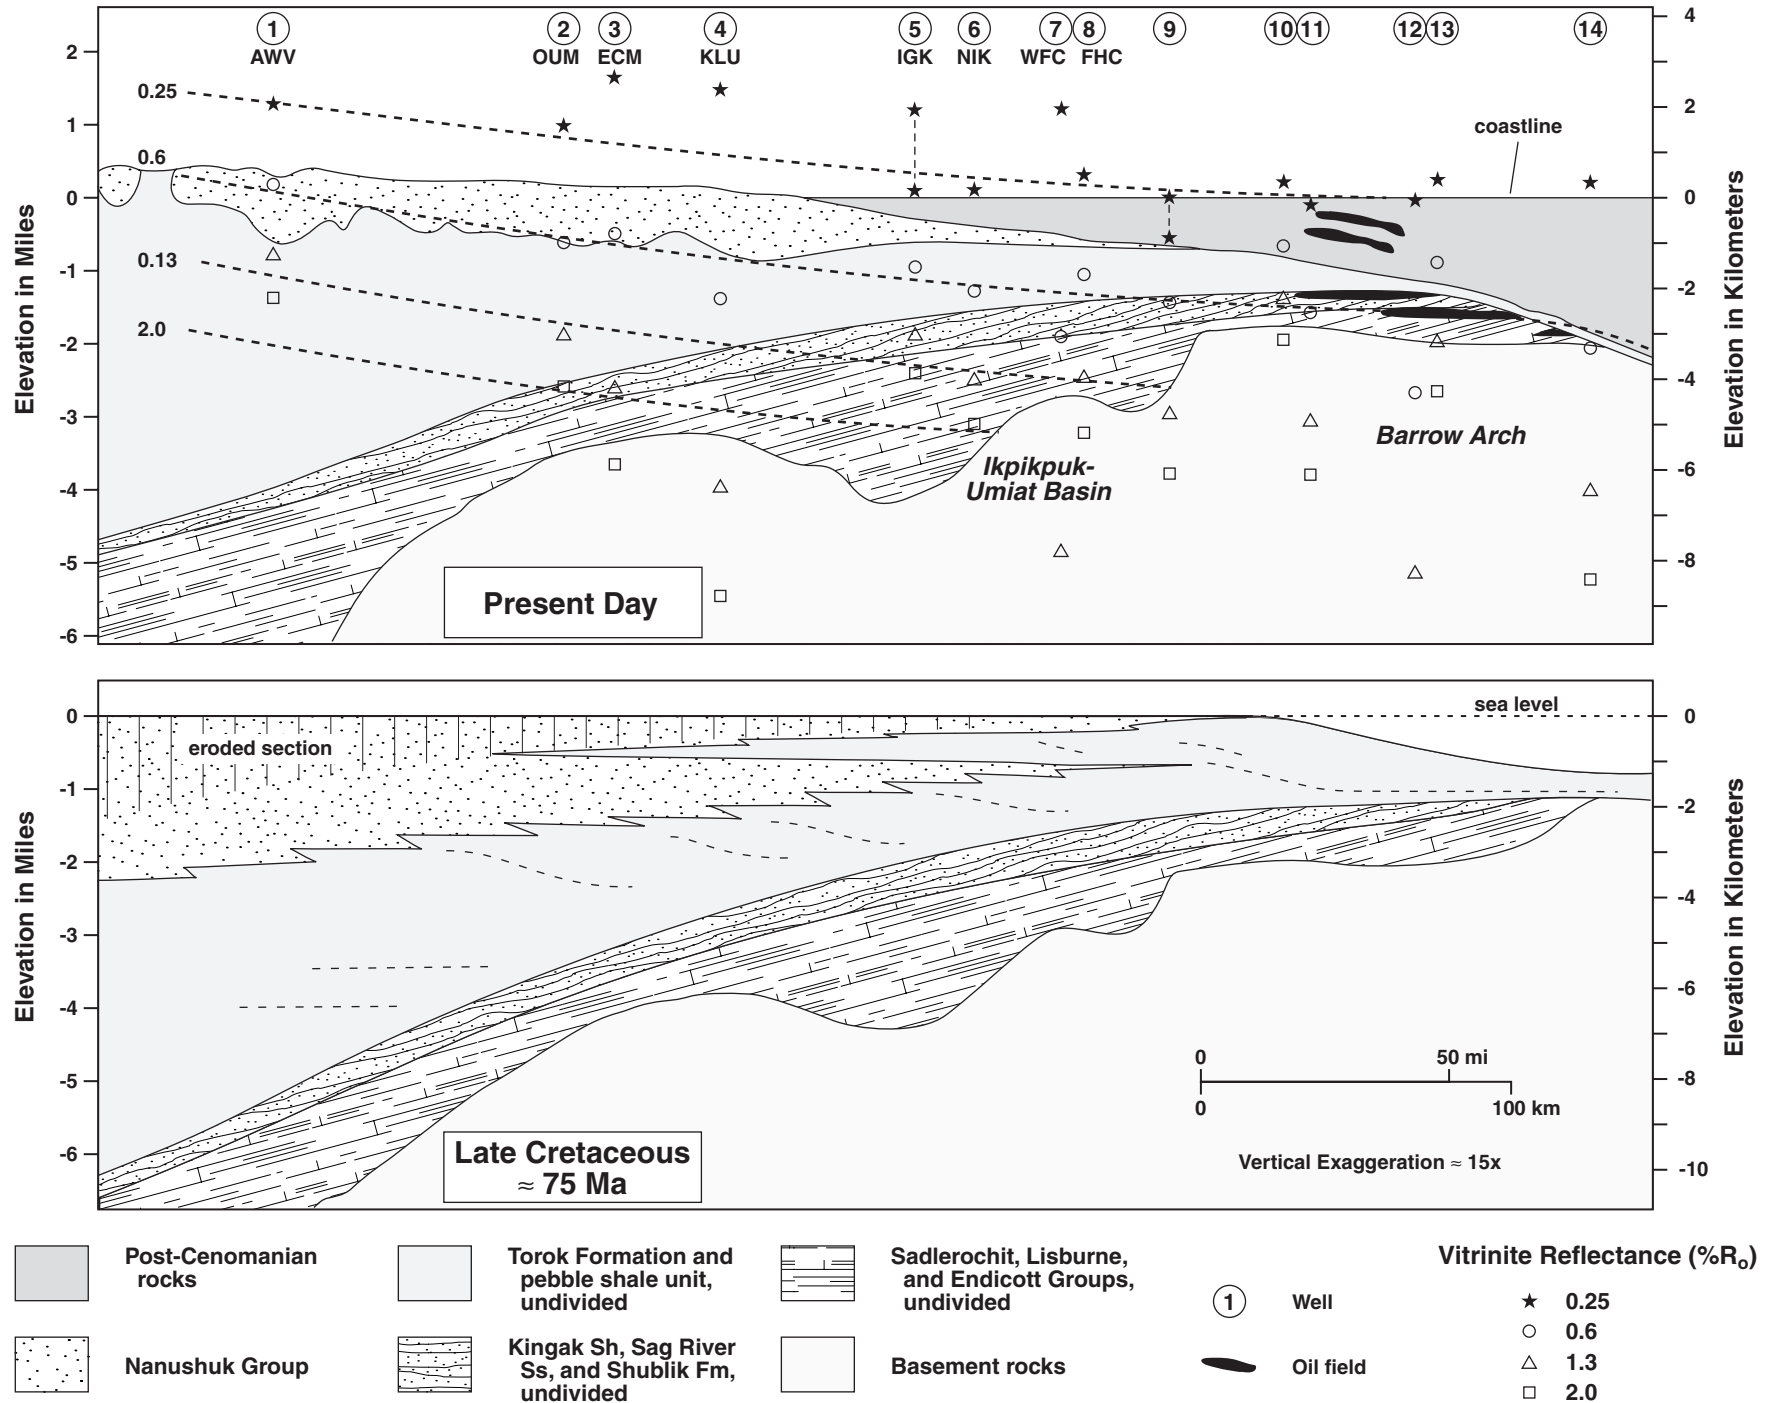 1 2 3 4 5 6 7 8 9 10 11 12 13 14
AWV OUM ECM KLU IGK NIK WFC FHC
Elevation in Miles
2
1
0
-1
-2
-3
-4
-5
-6
0.25
0.6
0.13
2.0
coastline
Ikpikpuk-
Umiat Basin
Barrow Arch
Present Day
4
2
0
-2
-4
-6
-8
Elevation in Kilometers
Elevation in Miles
0
-1
-2
-3
-4
-5
-6
eroded section
sea level
Late Cretaceous
≈ 75 Ma
0 50 mi
0 100 km
Vertical Exaggeration ≈ 15x
0
-2
-4
-6
-8
-10
Elevation in Kilometers
Post-Cenomanian
rocks
Nanushuk Group
Torok Formation and
pebble shale unit,
undivided
Kingak Sh, Sag River
Ss, and Shublik Fm,
undivided
Sadlerochit, Lisburne,
and Endicott Groups,
undivided
Basement rocks
1 Well
Oil field
Vitrinite Reflectance (%Ro)
0.25
0.6
1.3
2.0